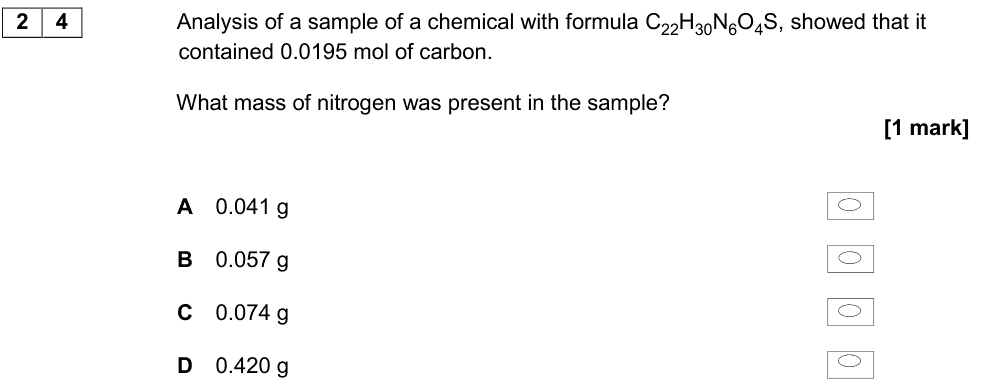 2 4 Analysis of a sample of a chemical with formula C₂₂H₃₀N₆O₄S, showed that it
contained 0.0195 mol of carbon.
What mass of nitrogen was present in the sample?
[1 mark]
A 0.041 g
B 0.057 g
C 0.074 g
D 0.420 g